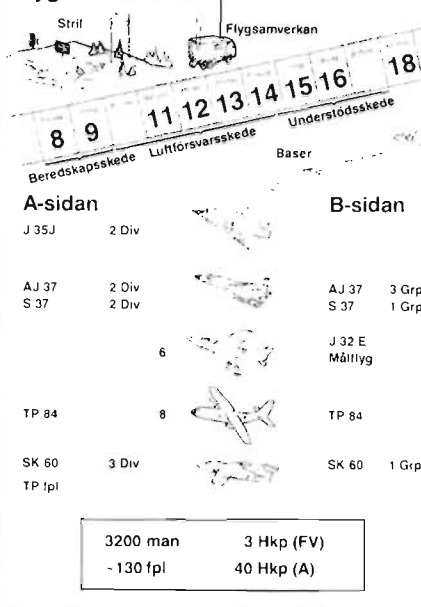 Stril
Flygsamverkan
8 9 11 12 13 14 15 16 18
Beredskapsskede Luftförsvarsskede Understödsskede
Baser
A-sidan B-sidan
J 35J 2 Div
AJ 37 2 Div AJ 37 3 Grp
S 37 2 Div S 37 1 Grp
6 J 32 E
Målflyg
TP 84 8 TP 84
SK 60 3 Div SK 60 1 Grp
TP fpl
3200 man 3 Hkp (FV)
~130 fpl 40 Hkp (A)